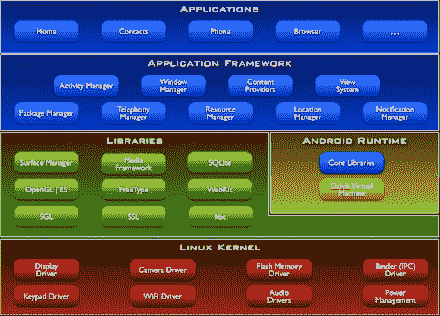 APPLICATIONS
Home Contacts Phone Browser ...
APPLICATION FRAMEWORK
Activity Manager Window Manager Content Providers View System
Package Manager Telephony Manager Resource Manager Location Manager Notification Manager
LIBRARIES
Surface Manager Media Framework SQLite
OpenGL | ES FreeType WebKit
SGL SSL libc
ANDROID RUNTIME
Core Libraries
Dalvik Virtual Machine
LINUX KERNEL
Display Driver Camera Driver Flash Memory Driver Binder (IPC) Driver
Keypad Driver WiFi Driver Audio Drivers Power Management